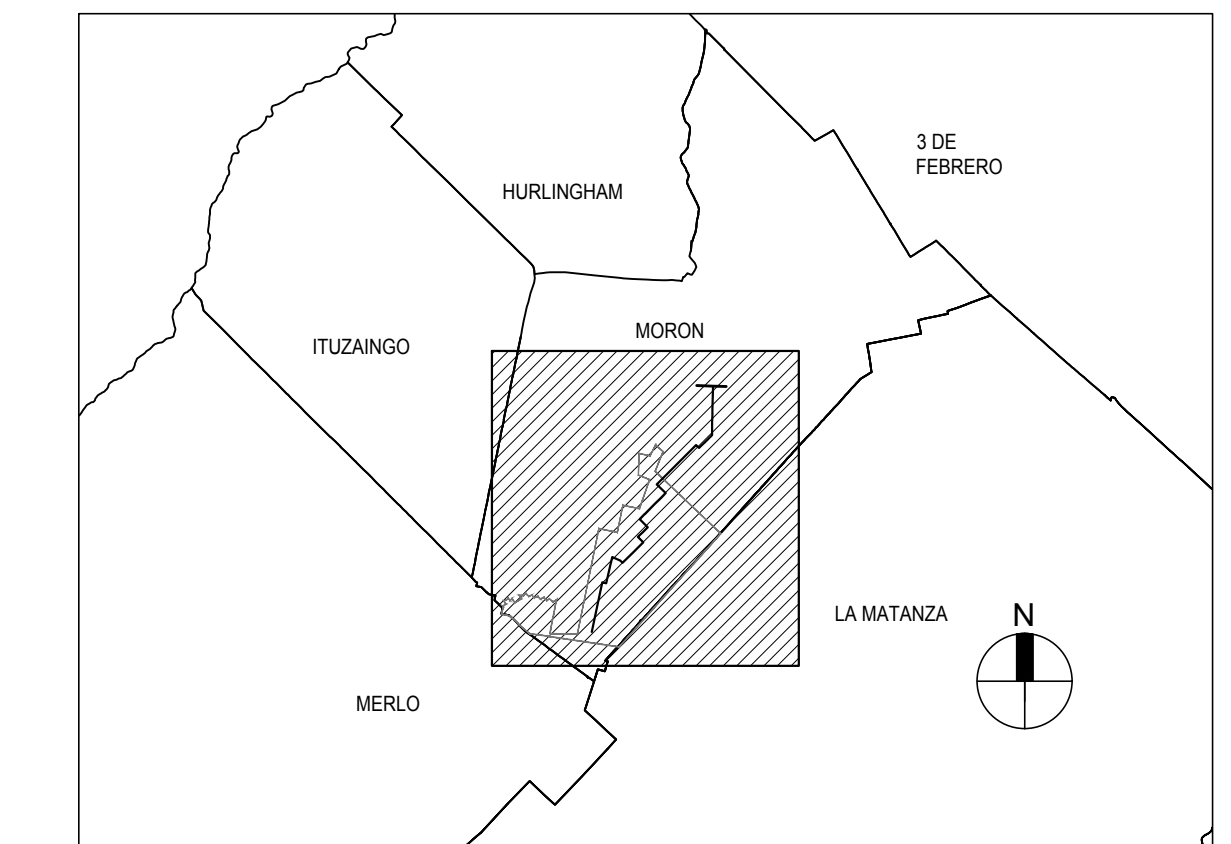 3 DE
FEBRERO
HURLINGHAM
MORON
ITUZAINGO
LA MATANZA
N
MERLO